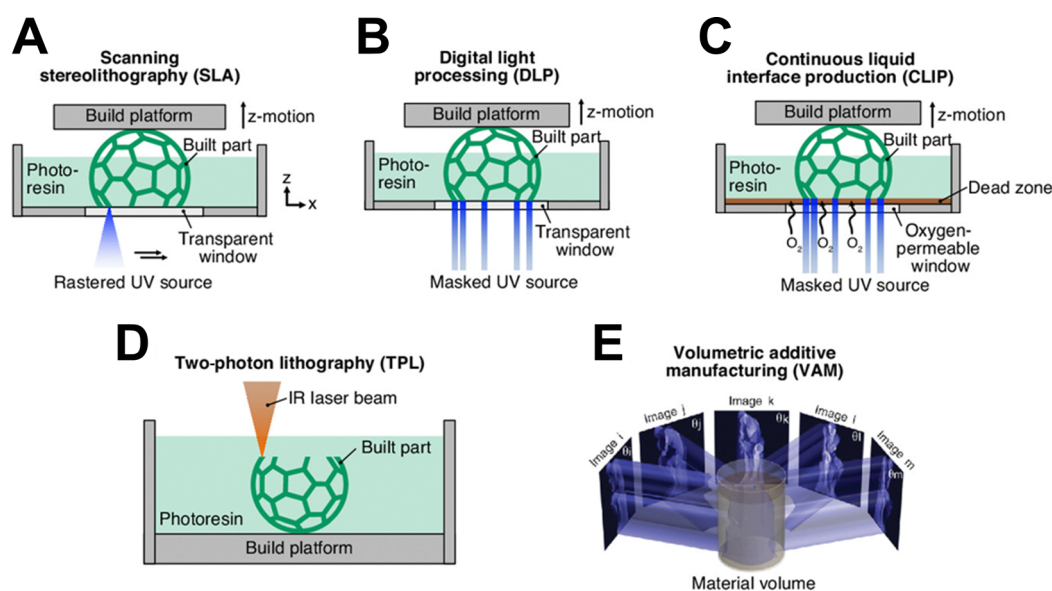 A
Scanning
stereolithography (SLA)
Build platform
z-motion
Built part
Photo-
resin
z
x
Transparent
window
Rastered UV source
B
Digital light
processing (DLP)
Build platform
z-motion
Built part
Photo-
resin
Transparent
window
Masked UV source
C
Continuous liquid
interface production (CLIP)
Build platform
z-motion
Built part
Photo-
resin
Dead zone
O2 O2 O2
Oxygen-
permeable
window
Masked UV source
D
Two-photon lithography (TPL)
IR laser beam
Built part
Photoresin
Build platform
E
Volumetric additive
manufacturing (VAM)
Image i
θi
Image j
θj
Image k
θk
Image l
θl
Image m
θm
Material volume